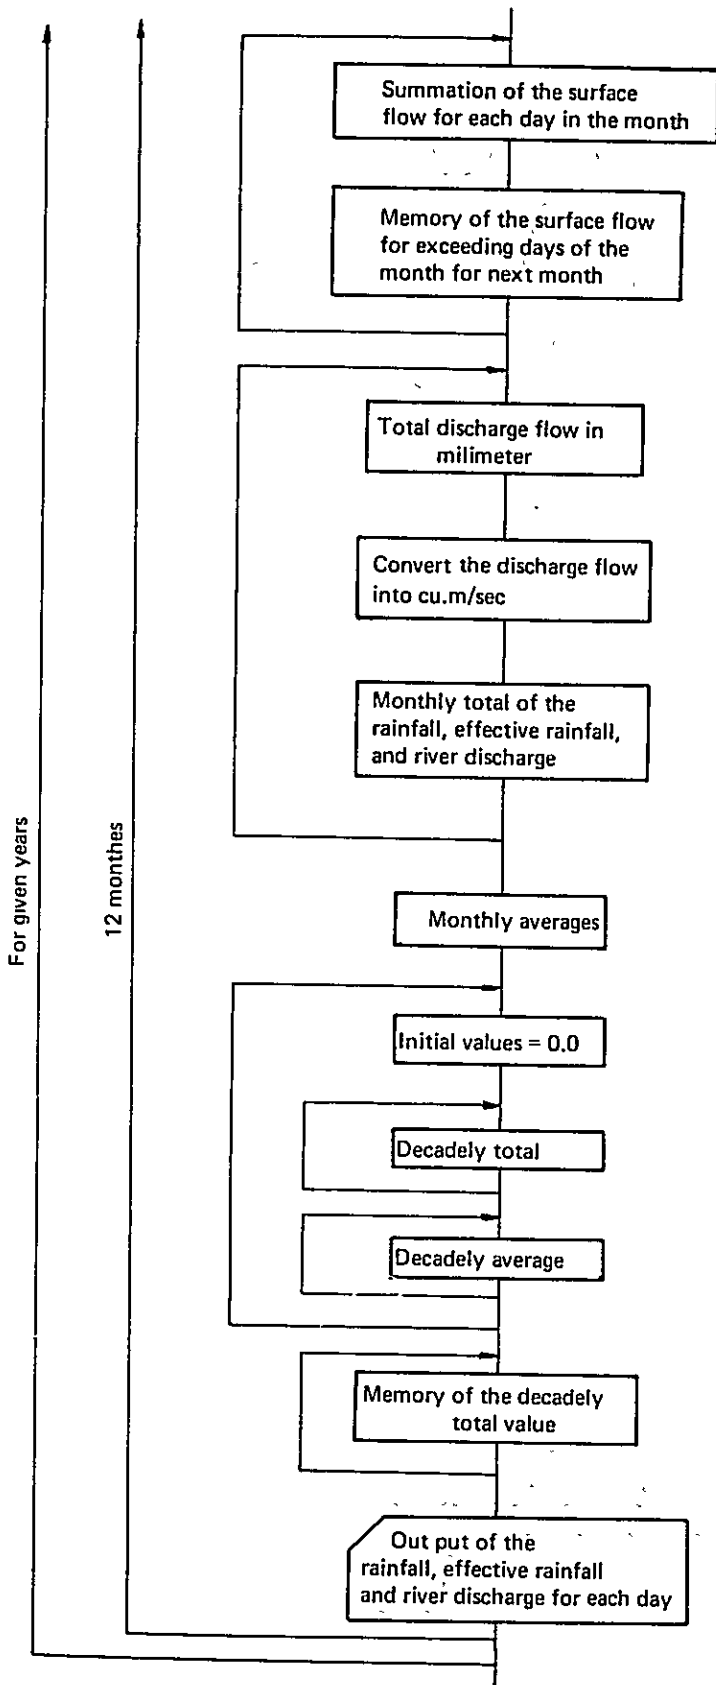 Summation of the surface
flow for each day in the month
Memory of the surface flow
for exceeding days of the
month for next month
Total discharge flow in
milimeter
Convert the discharge flow
into cu.m/sec
Monthly total of the
rainfall, effective rainfall,
and river discharge
For given years
12 monthes
Monthly averages
Initial values = 0.0
Decadely total
Decadely average
Memory of the decadely
total value
Out put of the
rainfall, effective rainfall
and river discharge for each day